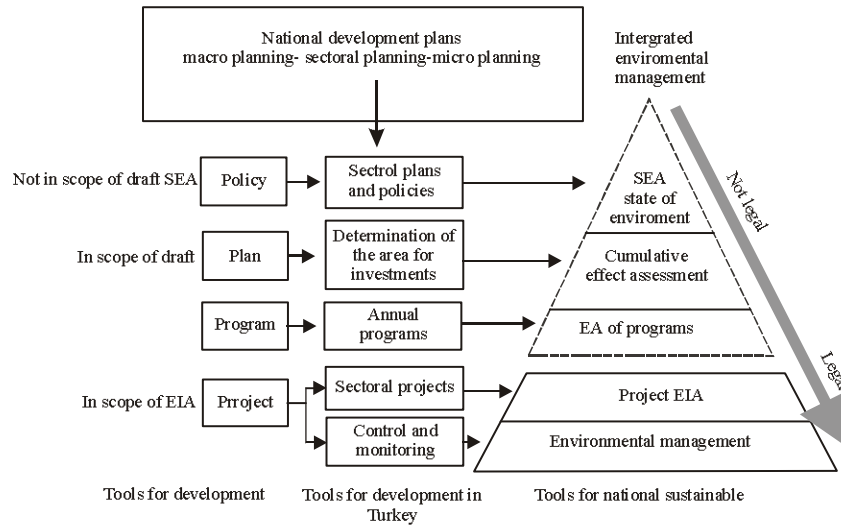 National development plans
macro planning- sectoral planning-micro planning
Intergrated
enviromental
management
Not in scope of draft SEA
Policy
Sectrol plans
and policies
SEA
state of
enviroment
Not legal
In scope of draft
Plan
Determination of
the area for
investments
Cumulative
effect assessment
Program
Annual
programs
EA of programs
Legal
In scope of EIA
Prroject
Sectoral projects
Project EIA
Control and
monitoring
Environmental management
Tools for development
Tools for development in
Turkey
Tools for national sustainable